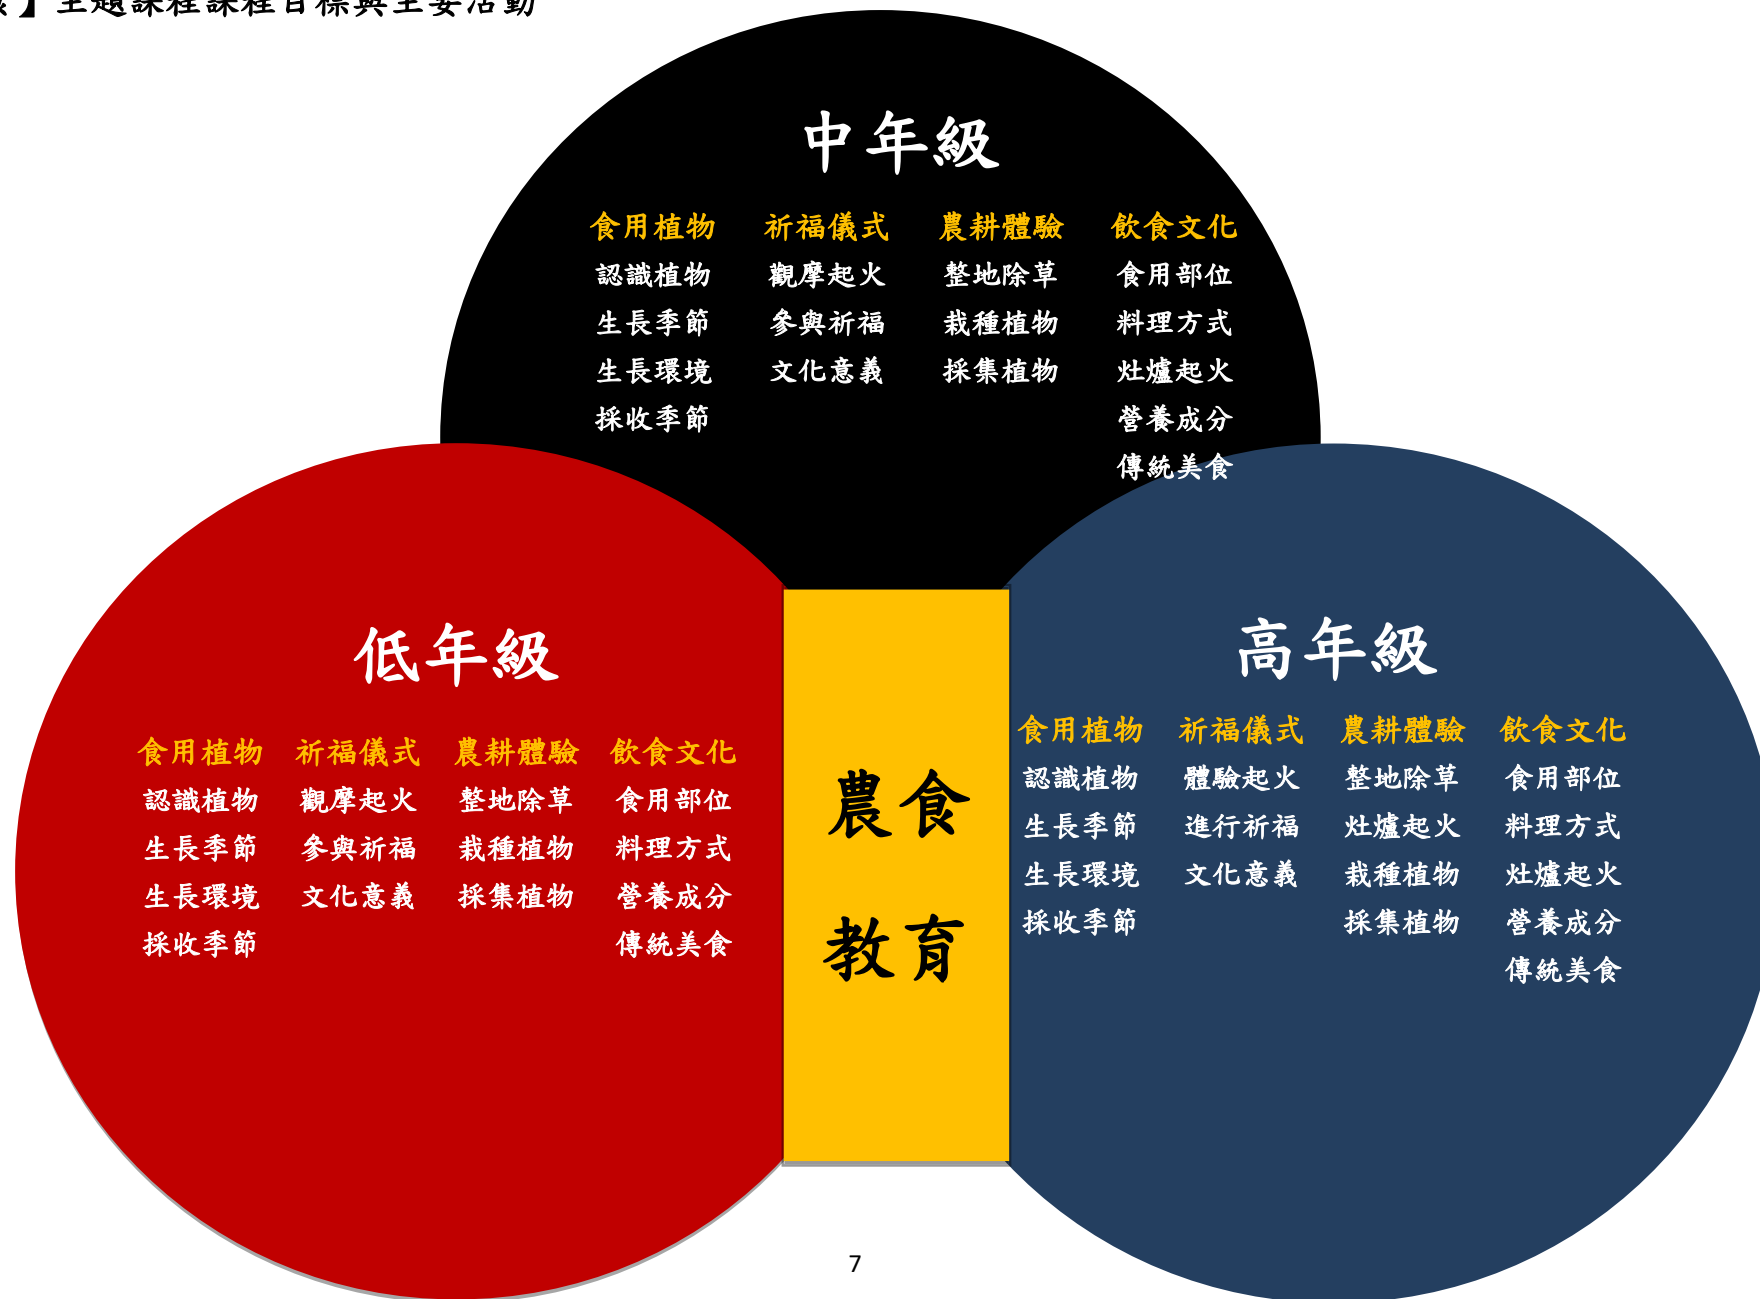 】主題課程課程目標與主要活動
中年級
食用植物 祈福儀式 農耕體驗 飲食文化
認識植物 觀摩起火 整地除草 食用部位
生長季節 參與祈福 栽種植物 料理方式
生長環境 文化意義 採集植物 灶爐起火
採收季節 營養成分
傳統美食
低年級
食用植物 祈福儀式 農耕體驗 飲食文化
認識植物 觀摩起火 整地除草 食用部位
生長季節 參與祈福 栽種植物 料理方式
生長環境 文化意義 採集植物 營養成分
採收季節 傳統美食
農食
教育
高年級
食用植物 祈福儀式 農耕體驗 飲食文化
認識植物 體驗起火 整地除草 食用部位
生長季節 進行祈福 灶爐起火 料理方式
生長環境 文化意義 栽種植物 灶爐起火
採收季節 採集植物 營養成分
傳統美食
7